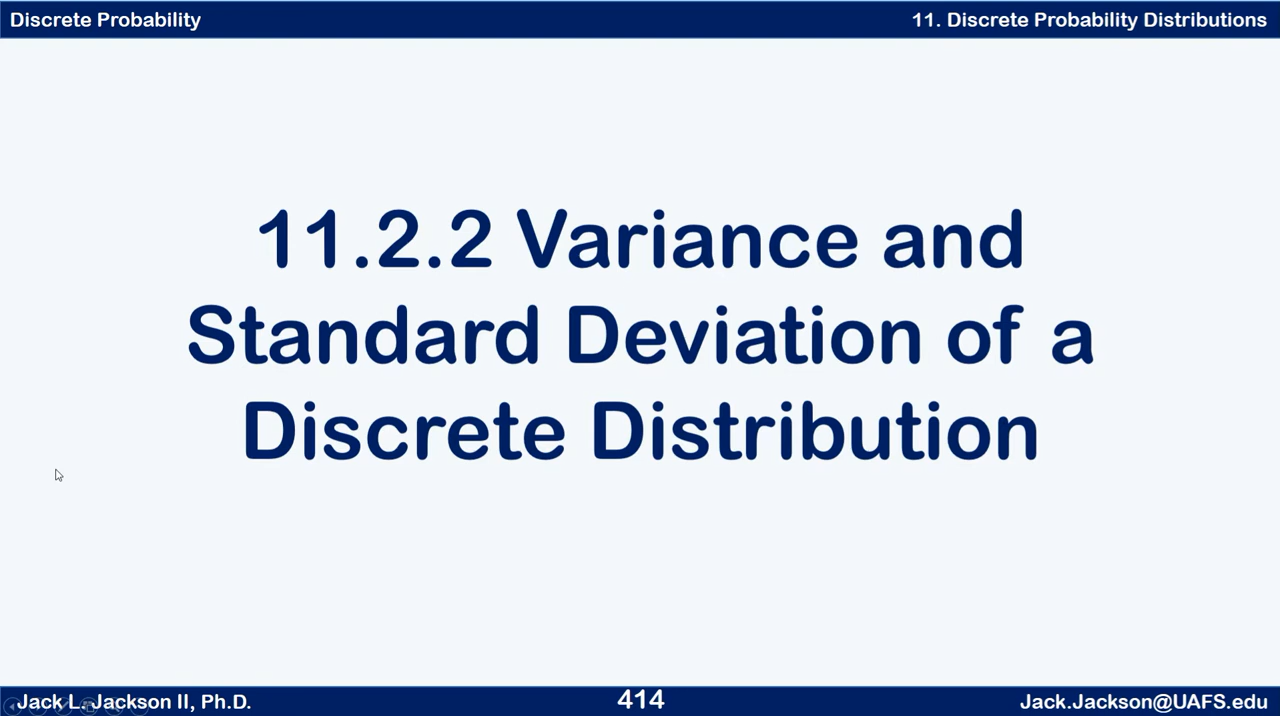 Discrete Probability
11. Discrete Probability Distributions
11.2.2 Variance and
Standard Deviation of a
Discrete Distribution
Jack L. Jackson II, Ph.D.
414
Jack.Jackson@UAFS.edu